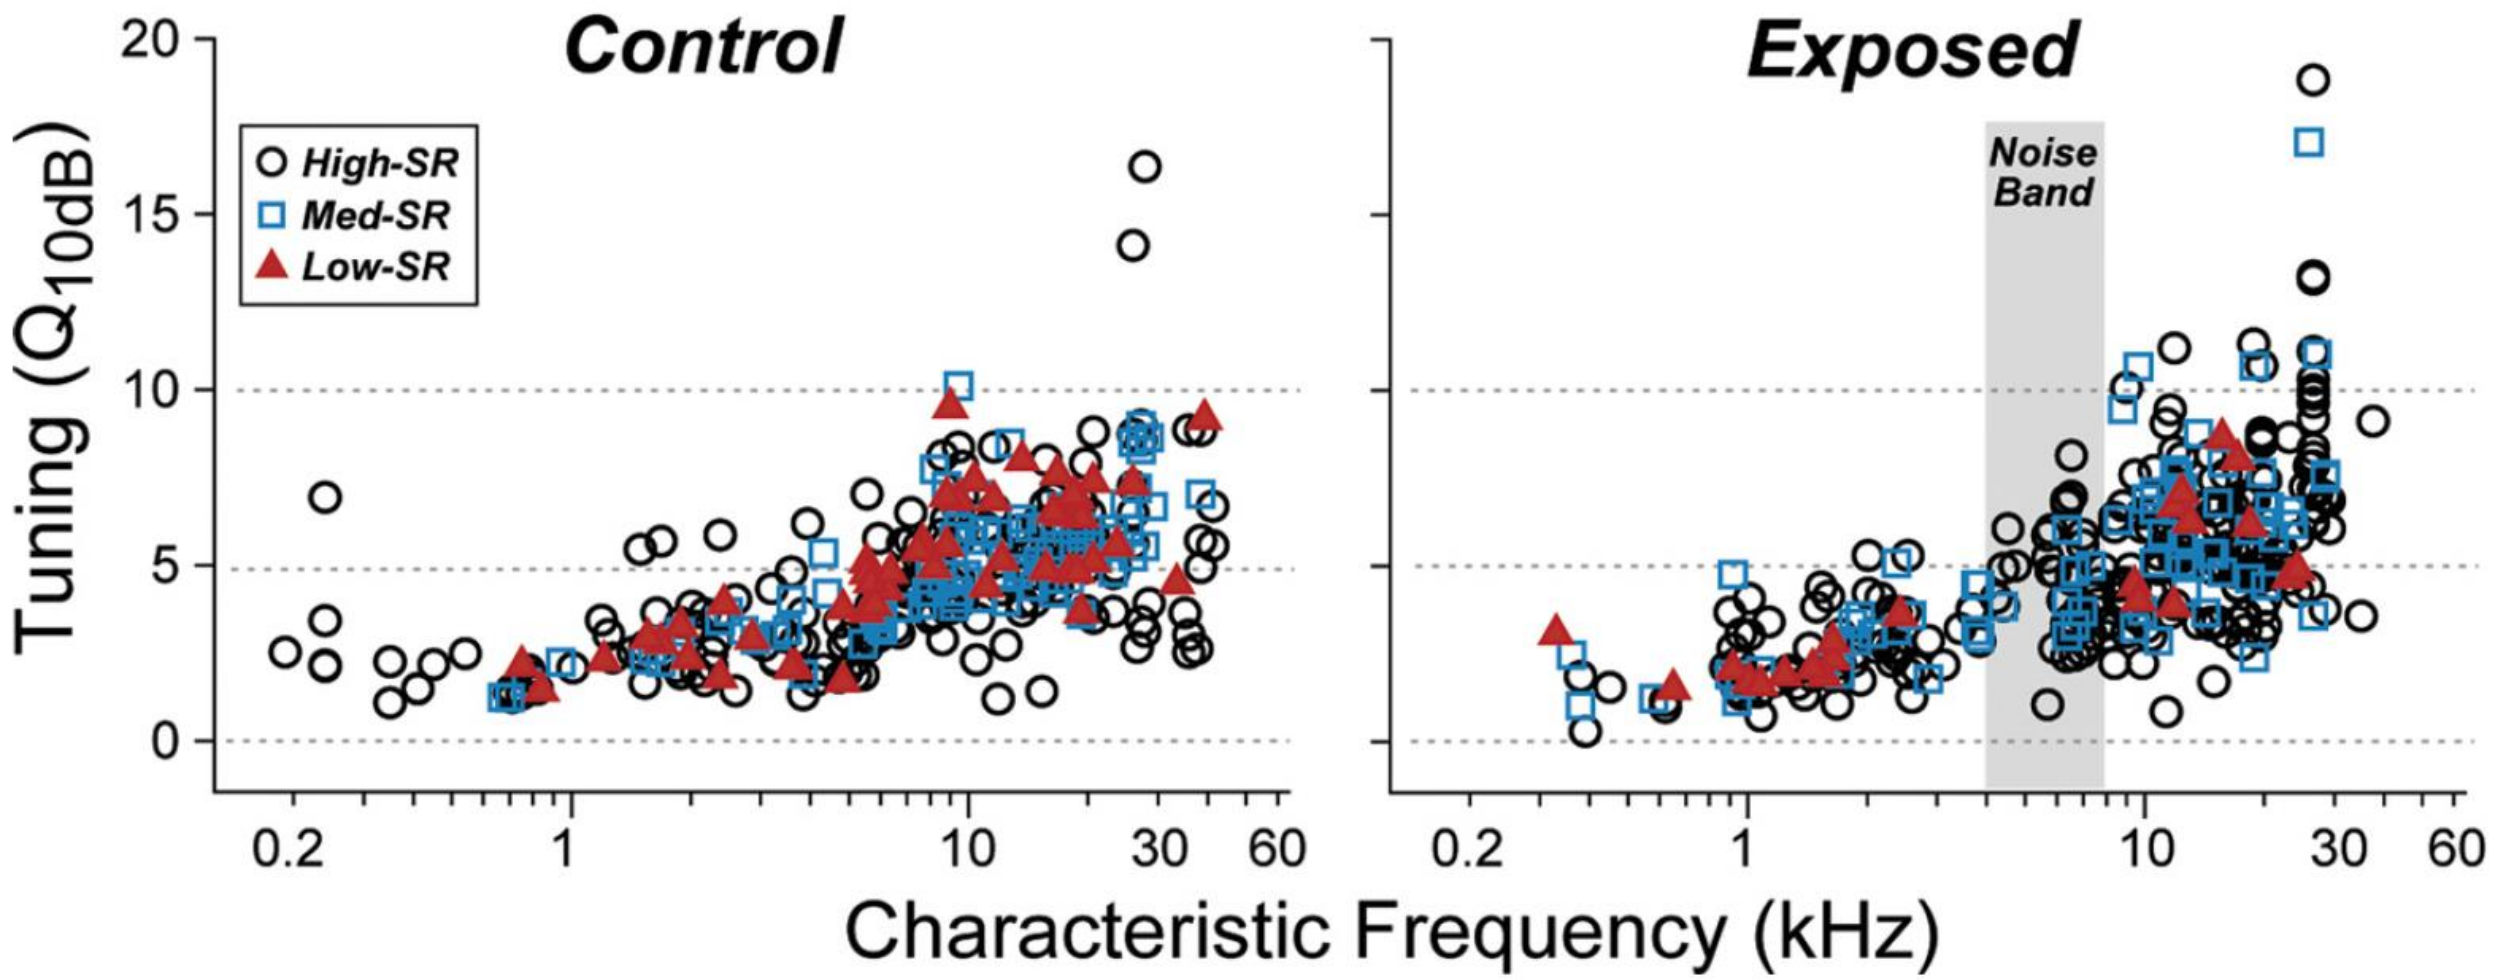 Control
Exposed
20
15
10
5
0
High-SR
Med-SR
Low-SR
Noise
Band
Tuning (Q10dB)
0.2 1 10 30 60
0.2 1 10 30 60
Characteristic Frequency (kHz)